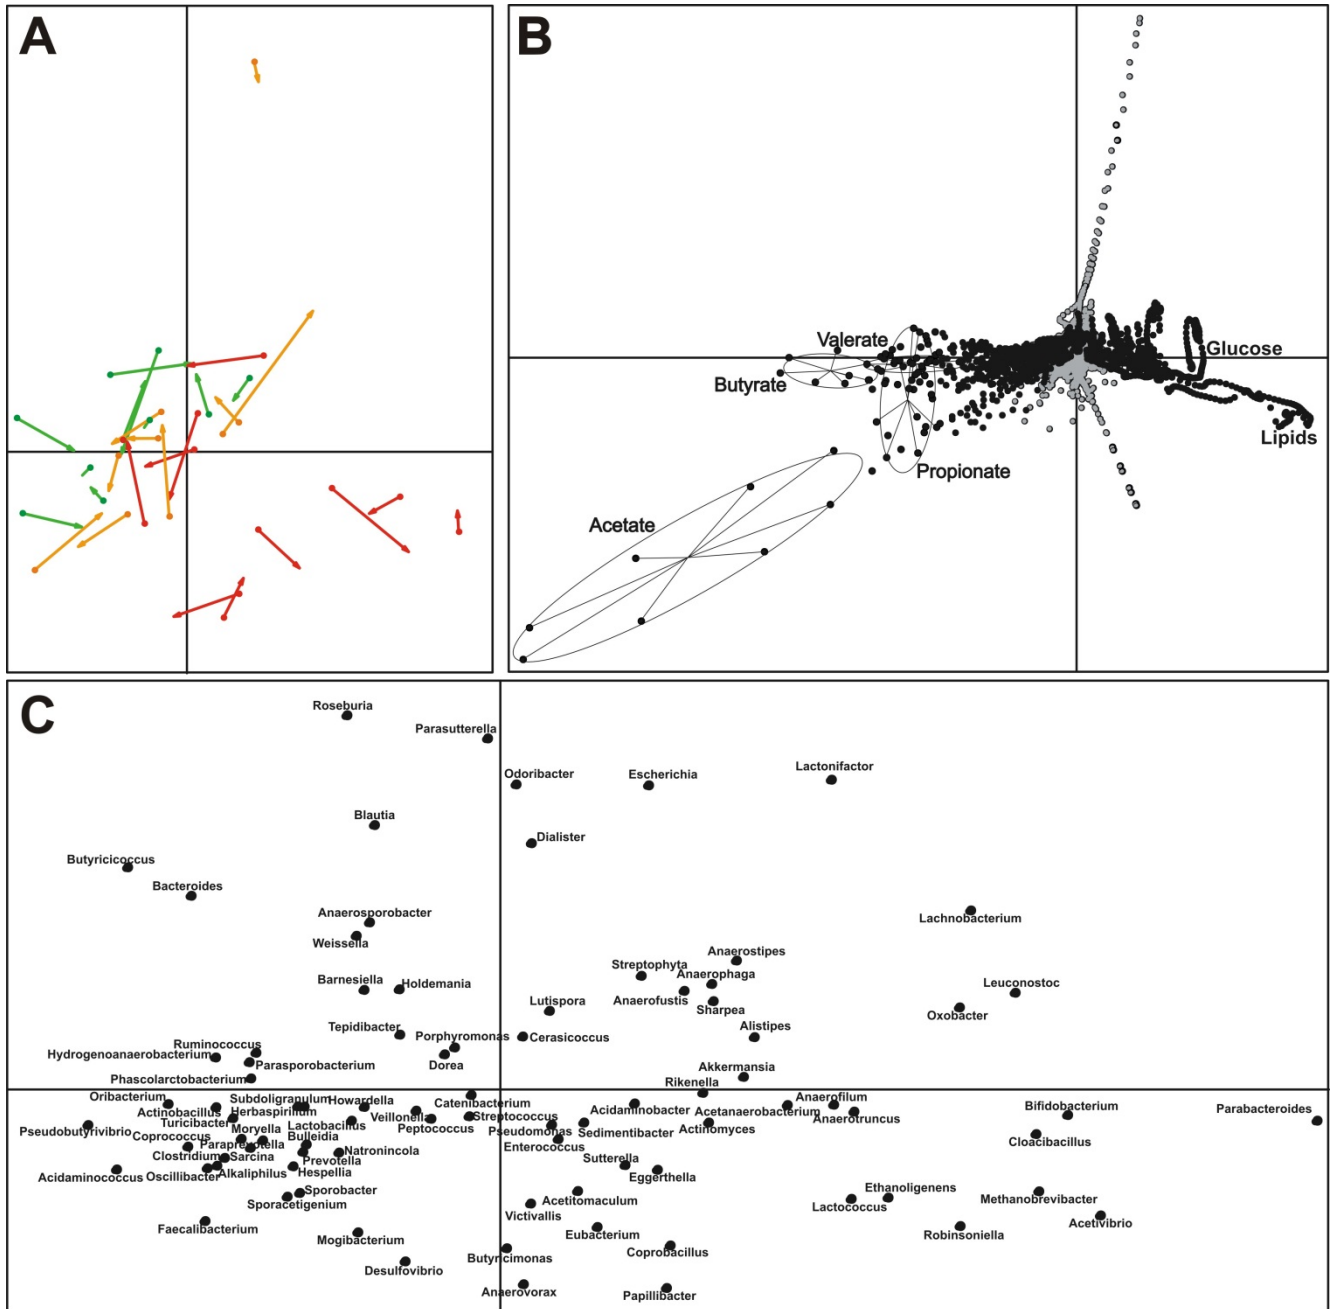 A
B
Valerate
Glucose
Butyrate
Lipids
Propionate
Acetate
C
Roseburia
Parasutterella
Odoribacter
Escherichia
Lactonifactor
Blautia
Dialister
Butyricicoccus
Bacteroides
Anaerosporobacter
Lachnobacterium
Weissella
Anaerostipes
Streptophyta
Anaerophaga
Barnesiella
Holdemania
Leuconostoc
Anaerofustis
Lutispora
Sharpea
Oxobacter
Tepidibacter
Alistipes
Porphyromonas
Cerasicoccus
Ruminococcus
Hydrogenoanaerobacterium
Parasporobacterium
Dorea
Akkermansia
Phascolarctobacterium
Rikenella
Oribacterium
Subdoligranulum
Howardella
Catenibacterium
Anaerofilum
Actinobacillus
Herbaspirillum
Acidaminobacter
Acetanaerobacterium
Bifidobacterium
Parabacteroides
Veillonella
Streptococcus
Anaerotruncus
Turicibacter
Lactobacillus
Peptococcus
Pseudobutyrivibrio
Moryella
Pseudomonas
Sedimentibacter
Actinomyces
Coprococcus
Bulleidia
Cloacibacillus
Paraprevotella
Enterococcus
Clostridium
Sarcina
Natronincola
Prevotella
Sutterella
Acidaminococcus
Oscillibacter
Alkaliphilus
Hespellia
Eggerthella
Sporobacter
Ethanoligenens
Methanobrevibacter
Acetitomaculum
Sporacetigenium
Lactococcus
Victivallis
Acetivibrio
Faecalibacterium
Eubacterium
Robinsoniella
Mogibacterium
Coprobacillus
Butyricimonas
Desulfovibrio
Anaerovorax
Papillibacter